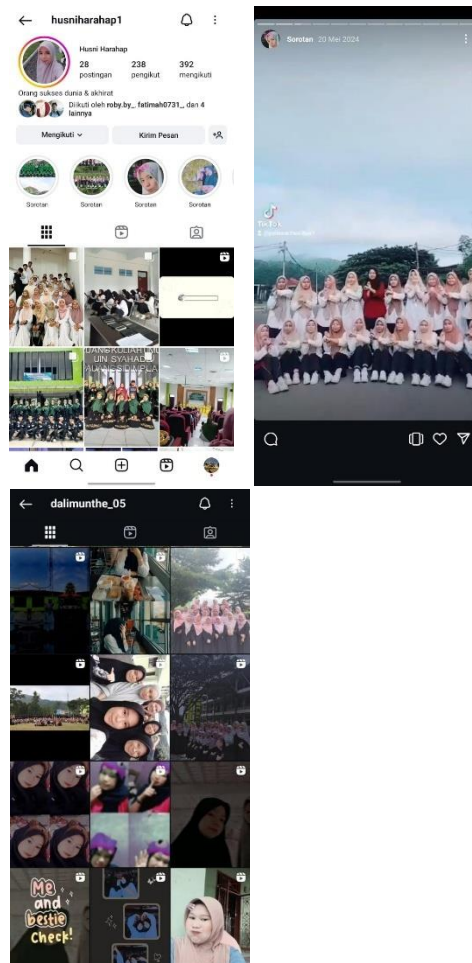 husniharahap1
Husni Harahap
28
238
392
postingan
pengikut
mengikuti
Orang sukses dunia & akhirat
Diikuti oleh roby.by_, fatimah0731_, dan 4
lainnya
Mengikuti
Kirim Pesan
Sorotan
Sorotan
Sorotan
Sorotan
UIN SYAHADA
Sorotan 20 Mei 2024
TikTok
dalimunthe_05
Me
and
bestie
Check!